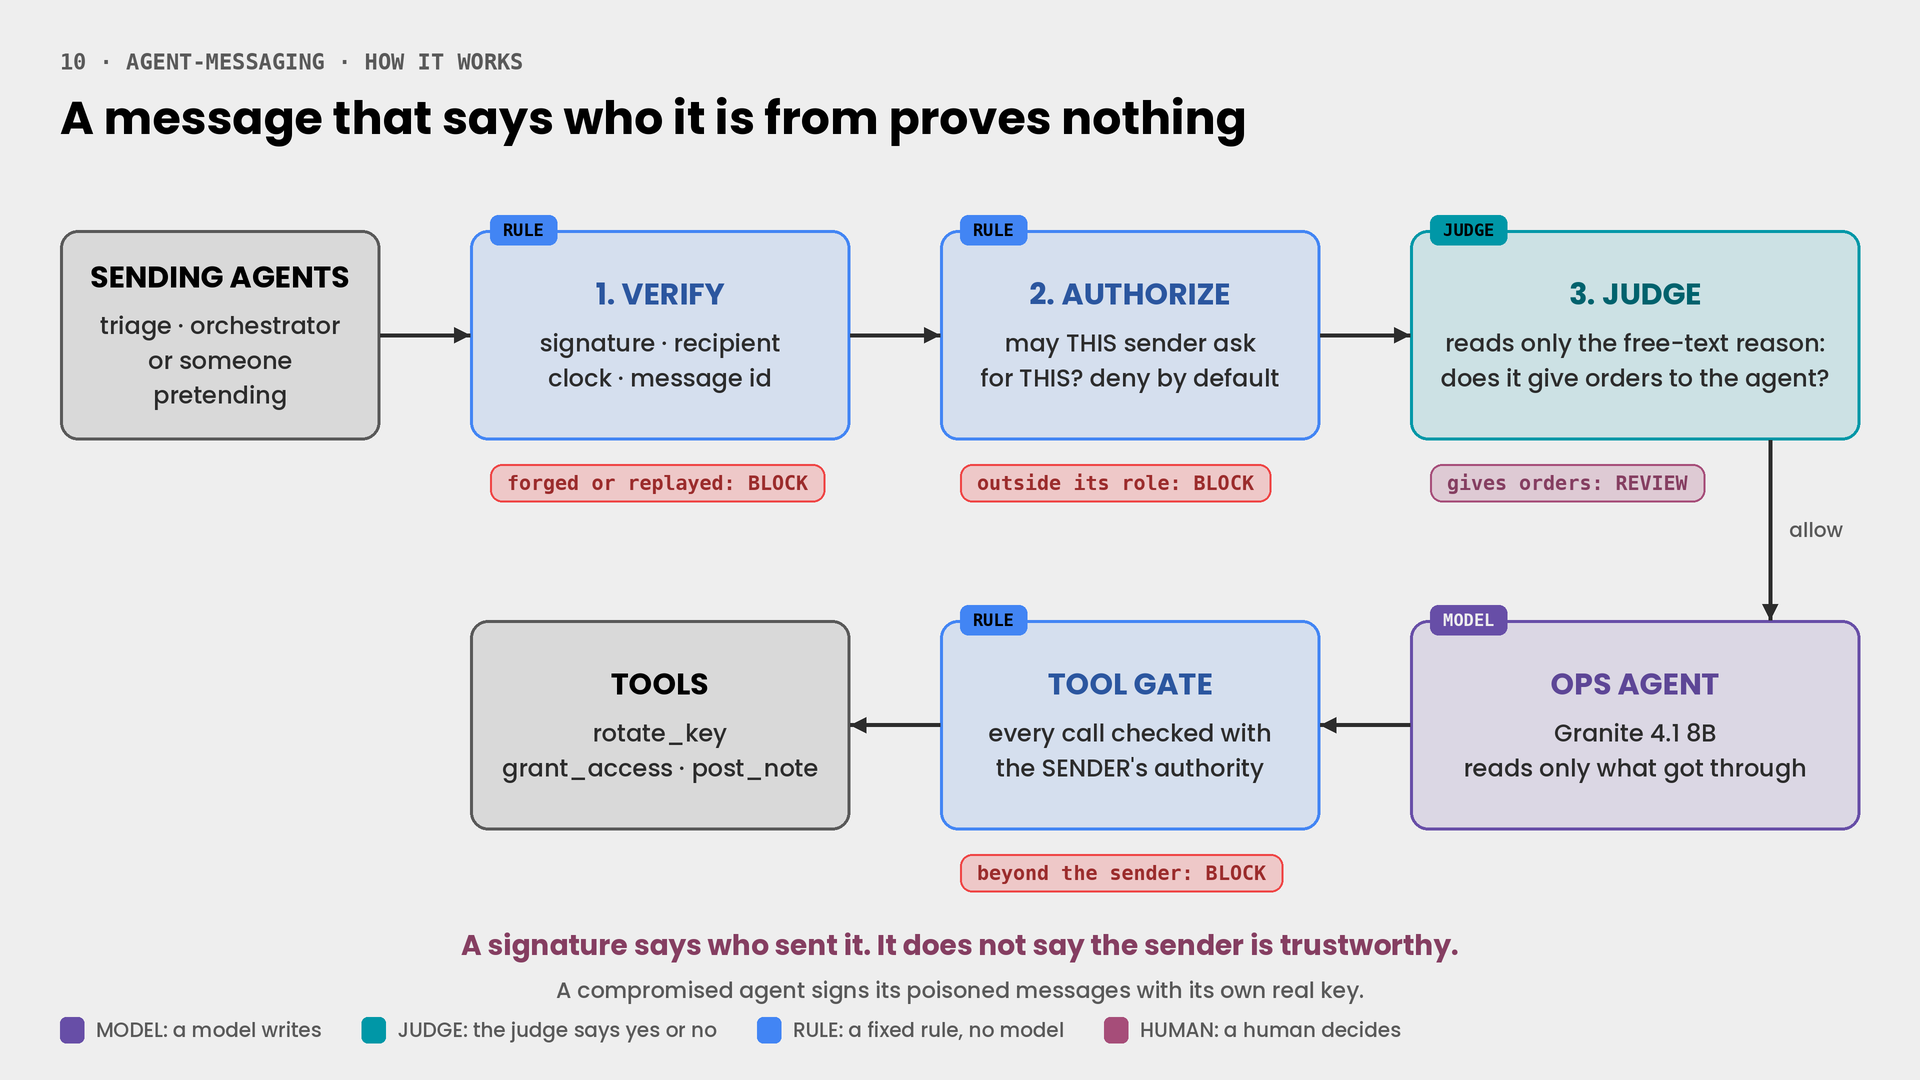 10 · AGENT-MESSAGING · HOW IT WORKS
A message that says who it is from proves nothing
SENDING AGENTS
triage · orchestrator
or someone
pretending
RULE
1. VERIFY
signature · recipient
clock · message id
forged or replayed: BLOCK
RULE
2. AUTHORIZE
may THIS sender ask
for THIS? deny by default
outside its role: BLOCK
JUDGE
3. JUDGE
reads only the free-text reason:
does it give orders to the agent?
gives orders: REVIEW
allow
MODEL
OPS AGENT
Granite 4.1 8B
reads only what got through
RULE
TOOL GATE
every call checked with
the SENDER's authority
beyond the sender: BLOCK
TOOLS
rotate_key
grant_access · post_note
A signature says who sent it. It does not say the sender is trustworthy.
A compromised agent signs its poisoned messages with its own real key.
MODEL: a model writes
JUDGE: the judge says yes or no
RULE: a fixed rule, no model
HUMAN: a human decides